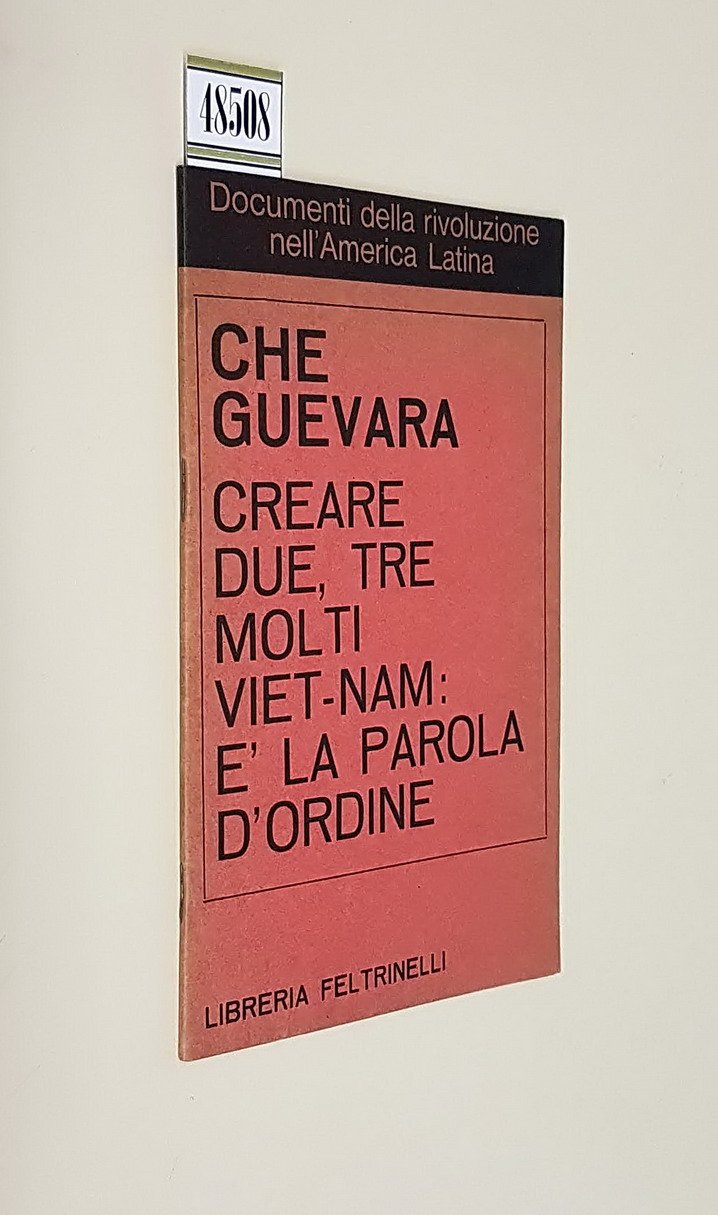 48508
Documenti della rivoluzione
nell'America Latina
CHE
GUEVARA
CREARE
DUE, TRE
MOLTI
VIET-NAM:
E' LA PAROLA
D'ORDINE
LIBRERIA FELTRINELLI